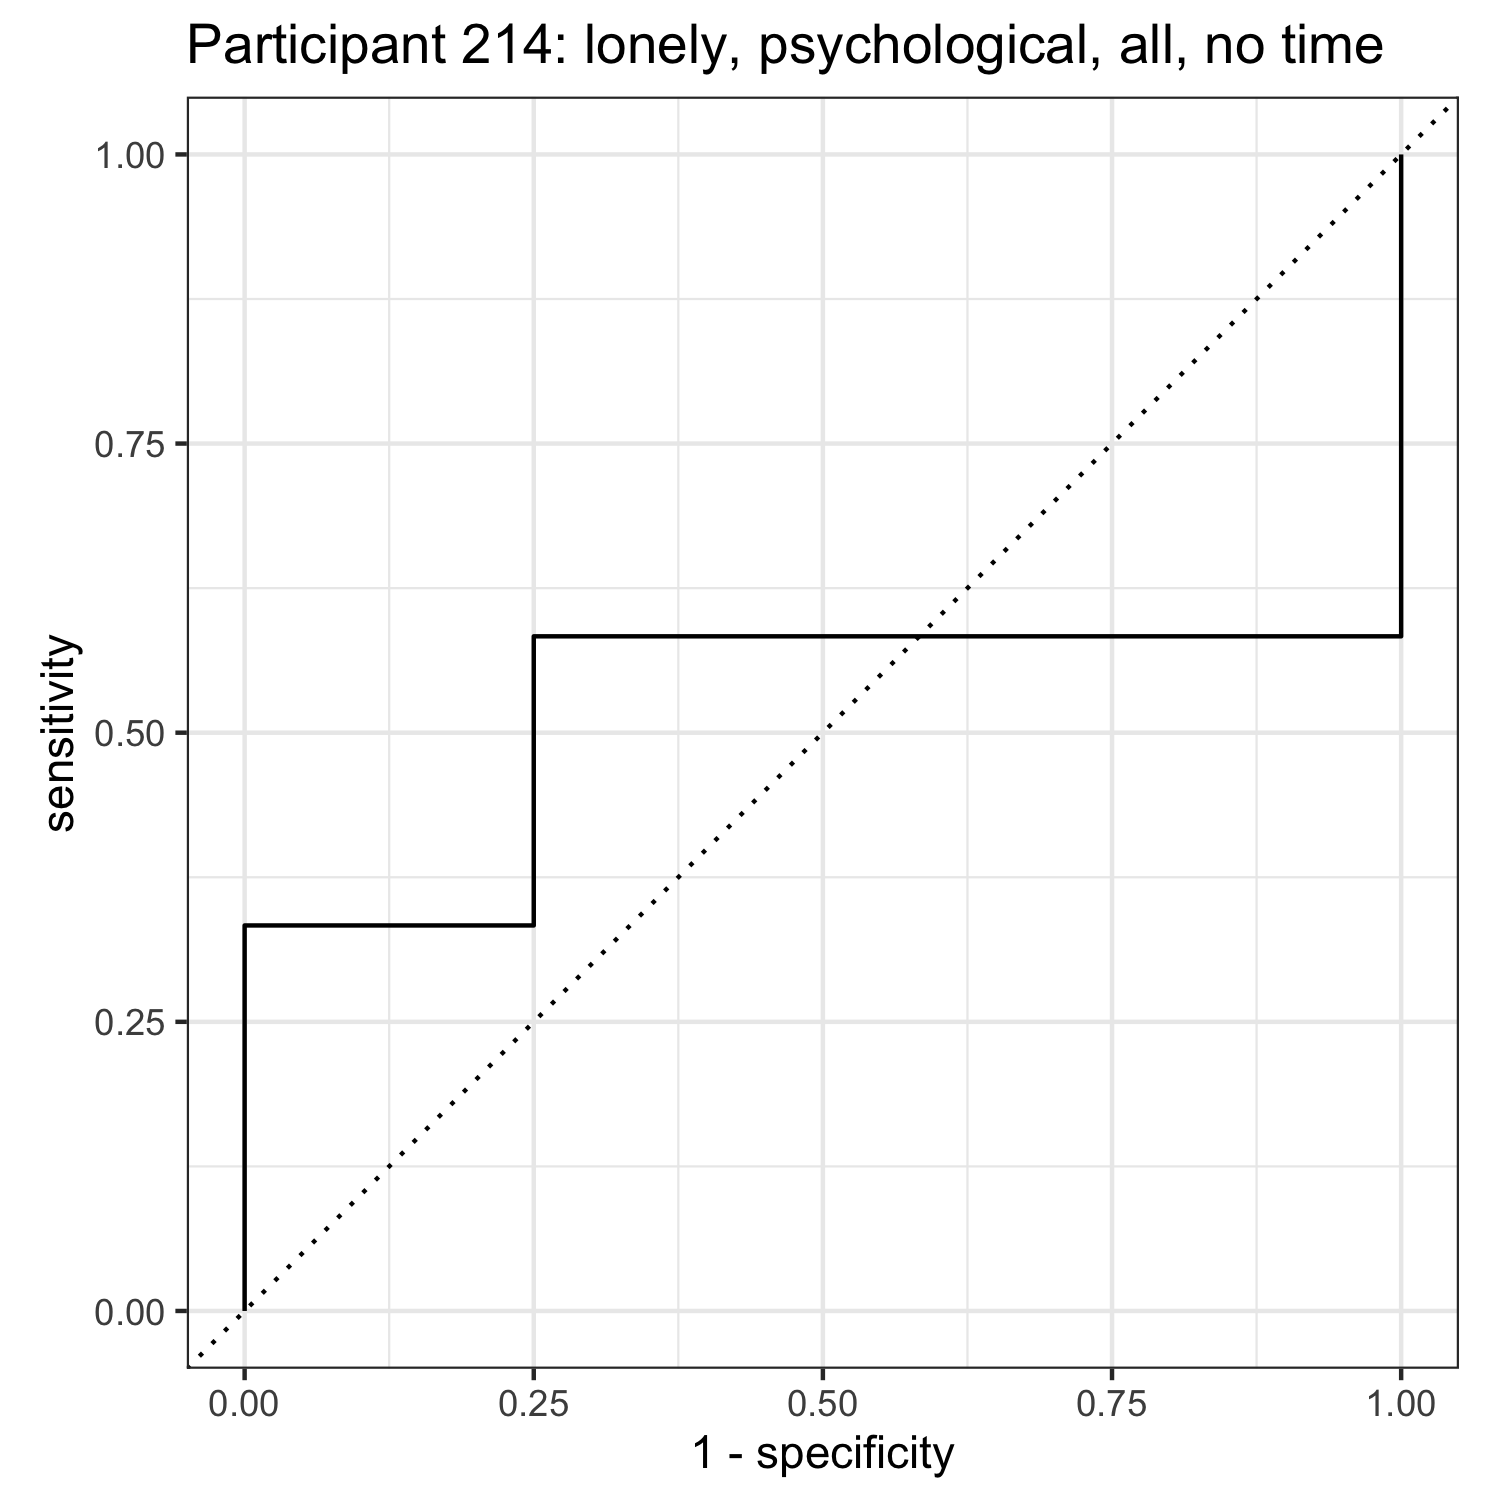 Participant 214: lonely, psychological, all, no time
1.00
0.75
0.50
0.25
0.00
sensitivity
0.00 0.25 0.50 0.75 1.00
1 - specificity